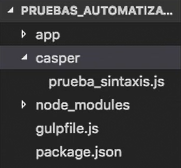 PRUEBAS_AUTOMATIZA...
app
casper
prueba_sintaxis.js
node_modules
gulpfile.js
package.json